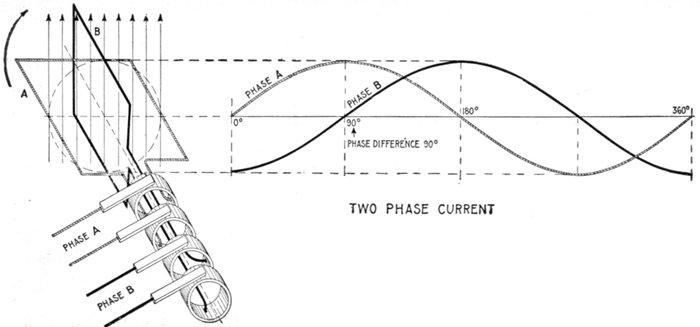 B
A
PHASE A
PHASE B
0°
90°
180°
360°
PHASE DIFFERENCE 90°
TWO PHASE CURRENT
PHASE A
PHASE B